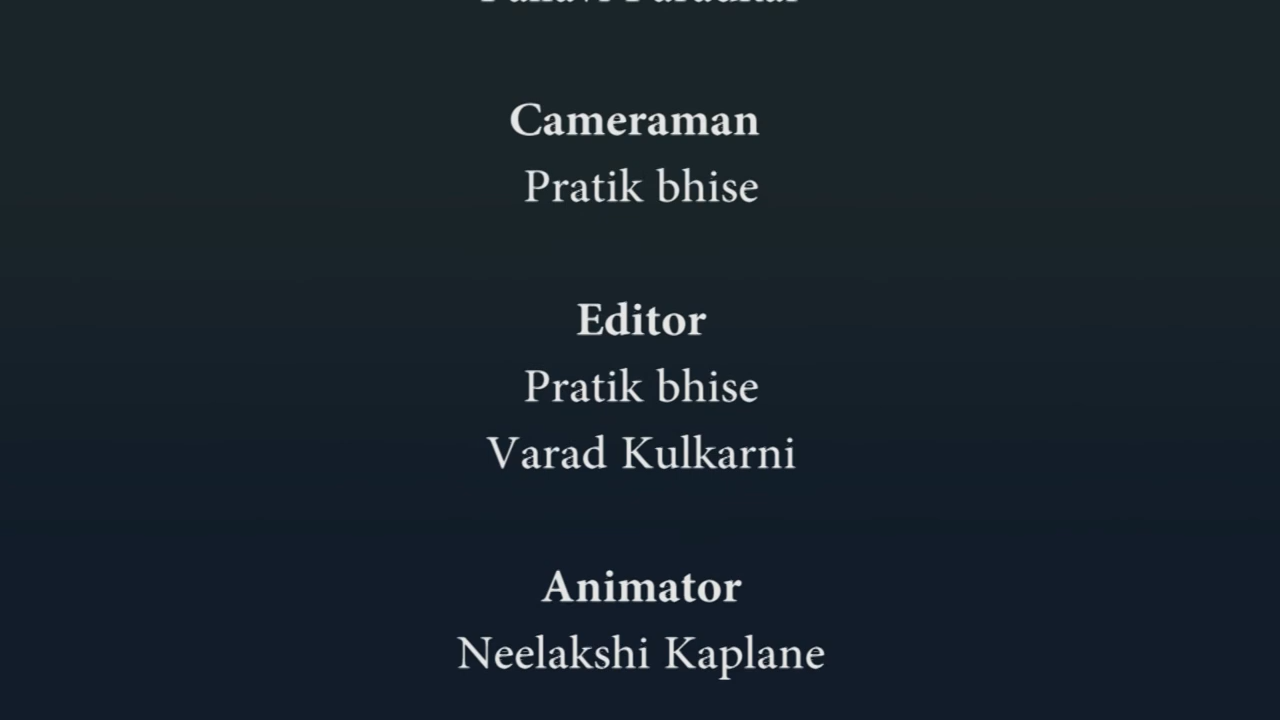 Cameraman
Pratik bhise
Editor
Pratik bhise
Varad Kulkarni
Animator
Neelakshi Kaplane